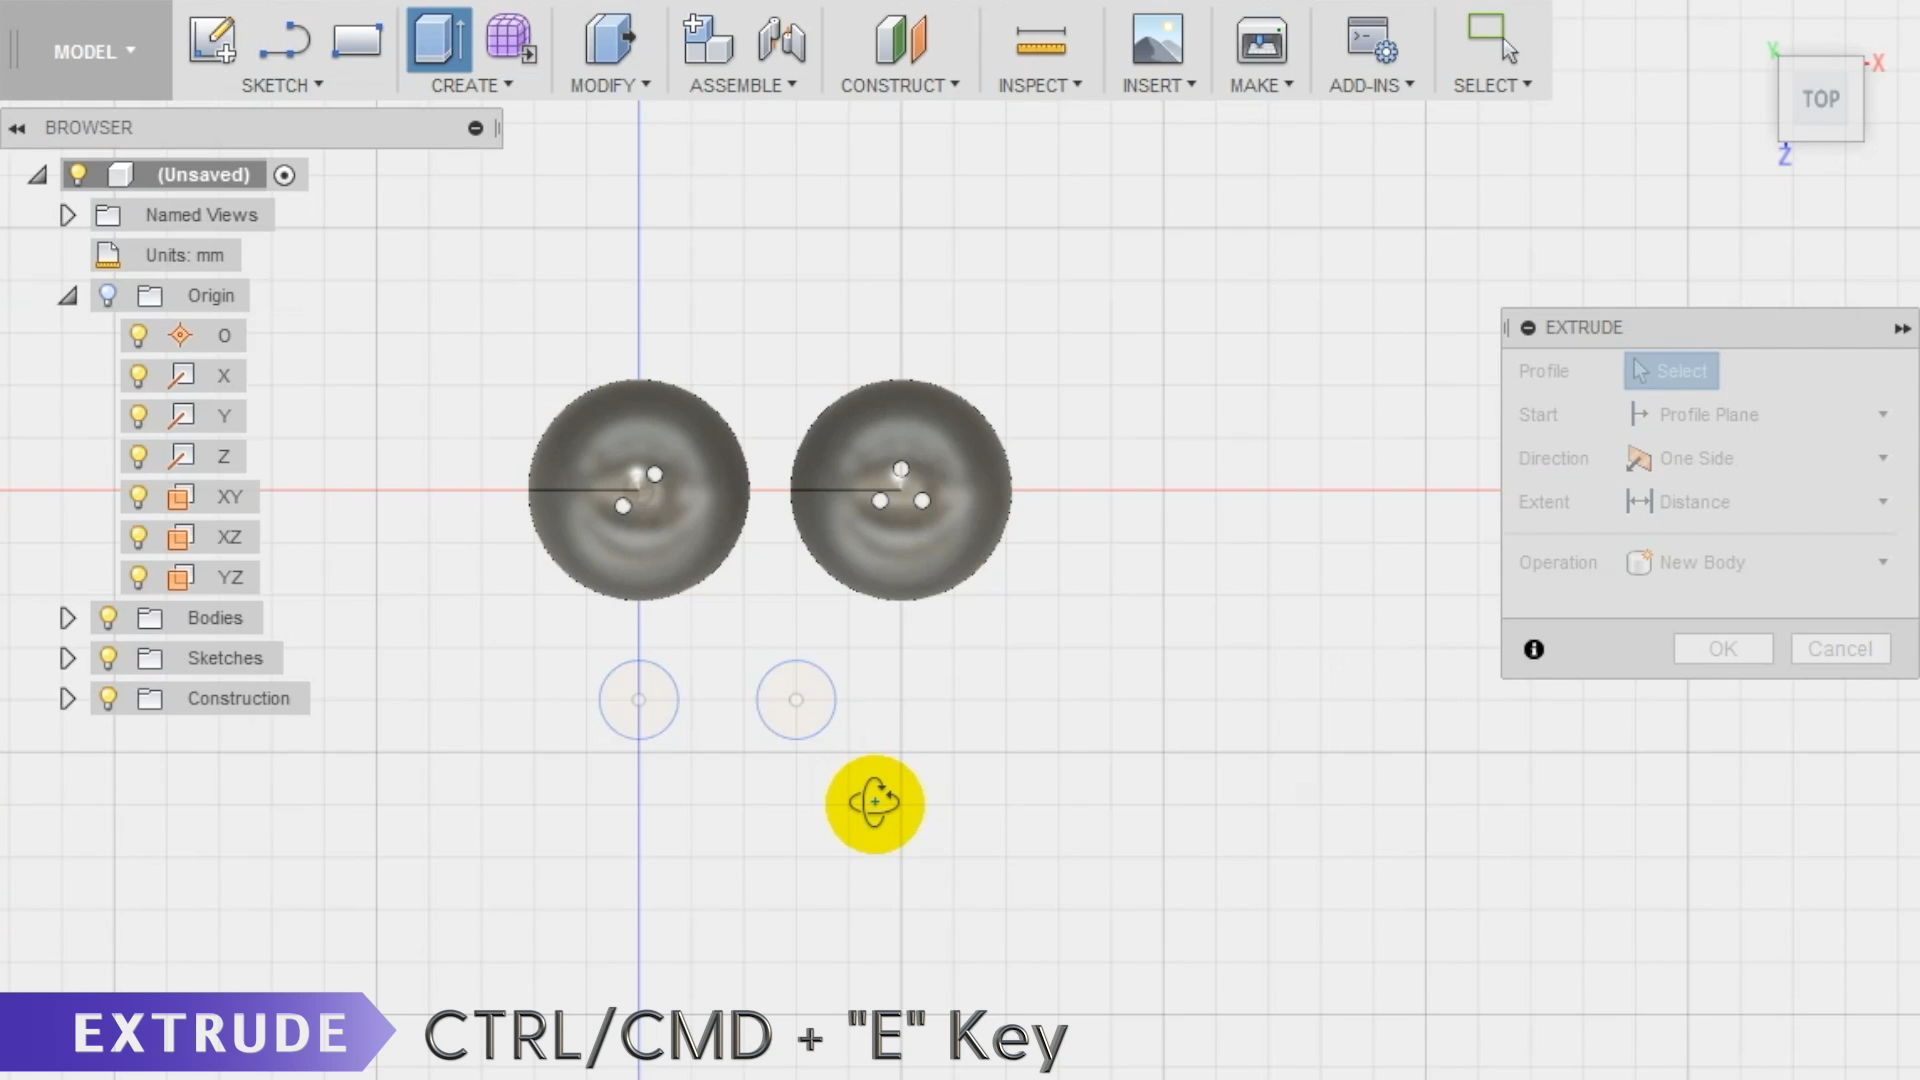 MODEL
SKETCH
CREATE
MODIFY
ASSEMBLE
CONSTRUCT
INSPECT
INSERT
MAKE
ADD-INS
SELECT
Y
X
TOP
Z
BROWSER
(Unsaved)
Named Views
Units: mm
Origin
O
X
Y
Z
XY
XZ
YZ
Bodies
Sketches
Construction
EXTRUDE
Profile Select
Start Profile Plane
Direction One Side
Extent Distance
Operation New Body
OK Cancel
EXTRUDE CTRL/CMD + "E" Key